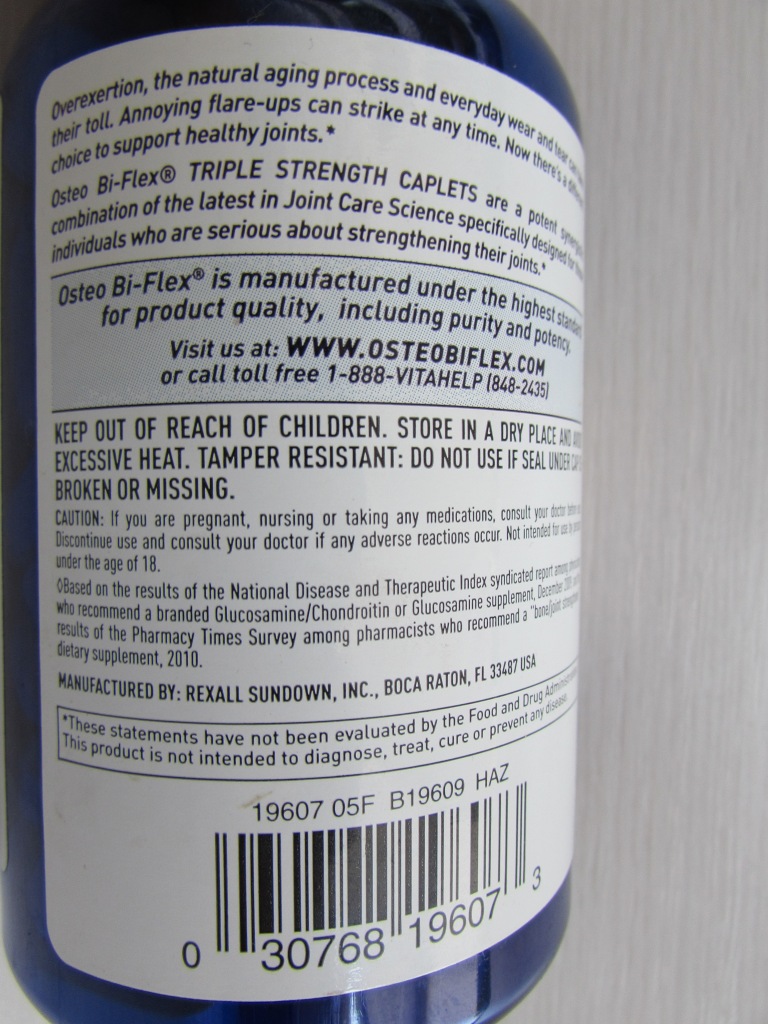 Overexertion, the natural aging process and everyday wear and tear can
their toll. Annoying flare-ups can strike at any time. Now there's a
choice to support healthy joints.*
Osteo Bi-Flex® TRIPLE STRENGTH CAPLETS are a potent
combination of the latest in Joint Care Science specifically designed for
individuals who are serious about strengthening their joints.*
Osteo Bi-Flex® is manufactured under the highest
for product quality, including purity and potency.
Visit us at: WWW.OSTEOBIFLEX.COM
or call toll free 1-888-VITAHELP (848-2435)
KEEP OUT OF REACH OF CHILDREN. STORE IN A DRY PLACE AND
EXCESSIVE HEAT. TAMPER RESISTANT: DO NOT USE IF SEAL UNDER CAP
BROKEN OR MISSING.
CAUTION: If you are pregnant, nursing or taking any medications, consult your doctor
Discontinue use and consult your doctor if any adverse reactions occur. Not intended for use by
under the age of 18.
◊Based on the results of the National Disease and Therapeutic Index syndicated report among
who recommend a branded Glucosamine/Chondroitin or Glucosamine supplement, December
results of the Pharmacy Times Survey among pharmacists who recommend a "bone/joint
dietary supplement, 2010.
MANUFACTURED BY: REXALL SUNDOWN, INC., BOCA RATON, FL 33487 USA
*These statements have not been evaluated by the Food and Drug
This product is not intended to diagnose, treat, cure or prevent any disease.
19607 05F B19609 HAZ
0 30768 19607 3